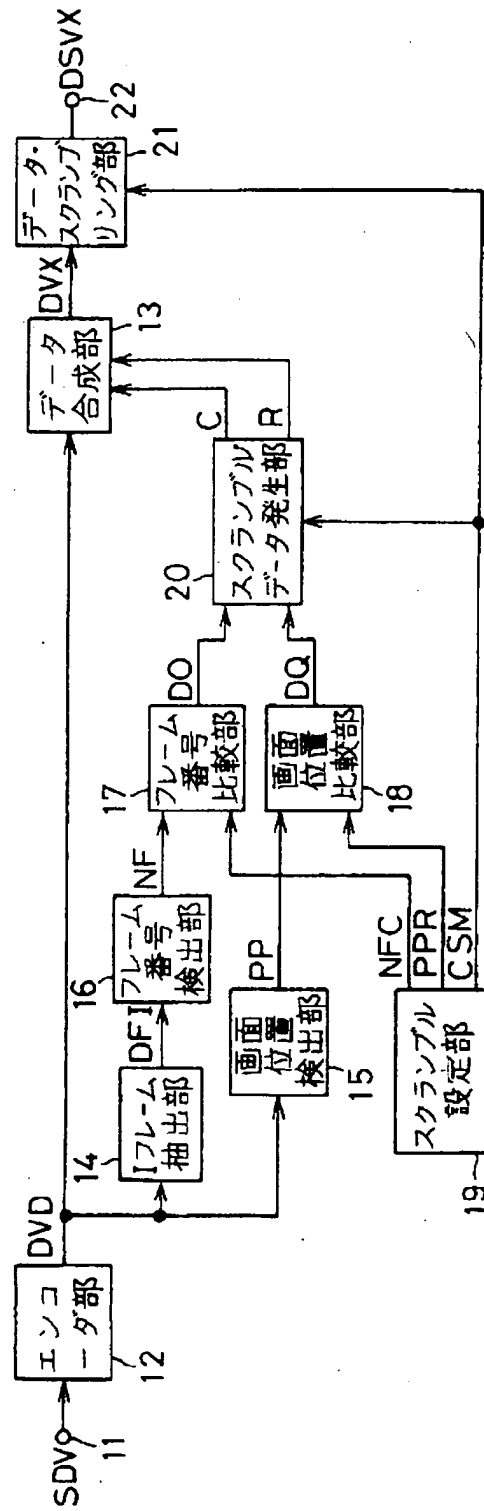 SDV
11
エンコ
ーダ部
12
DVD
Iフレーム
抽出部
14
DFI
フレーム
番号
検出部
16
NF
フレーム
番号
比較部
17
DO
画面
位置
検出部
15
PP
画面
位置
比較部
18
DQ
スクランブル
設定部
19
NFC
PPR
CSM
スクランブル
データ発生部
20
C
R
データ
合成部
13
DVX
データ・
スクランブ
リング部
21
22
DSVX